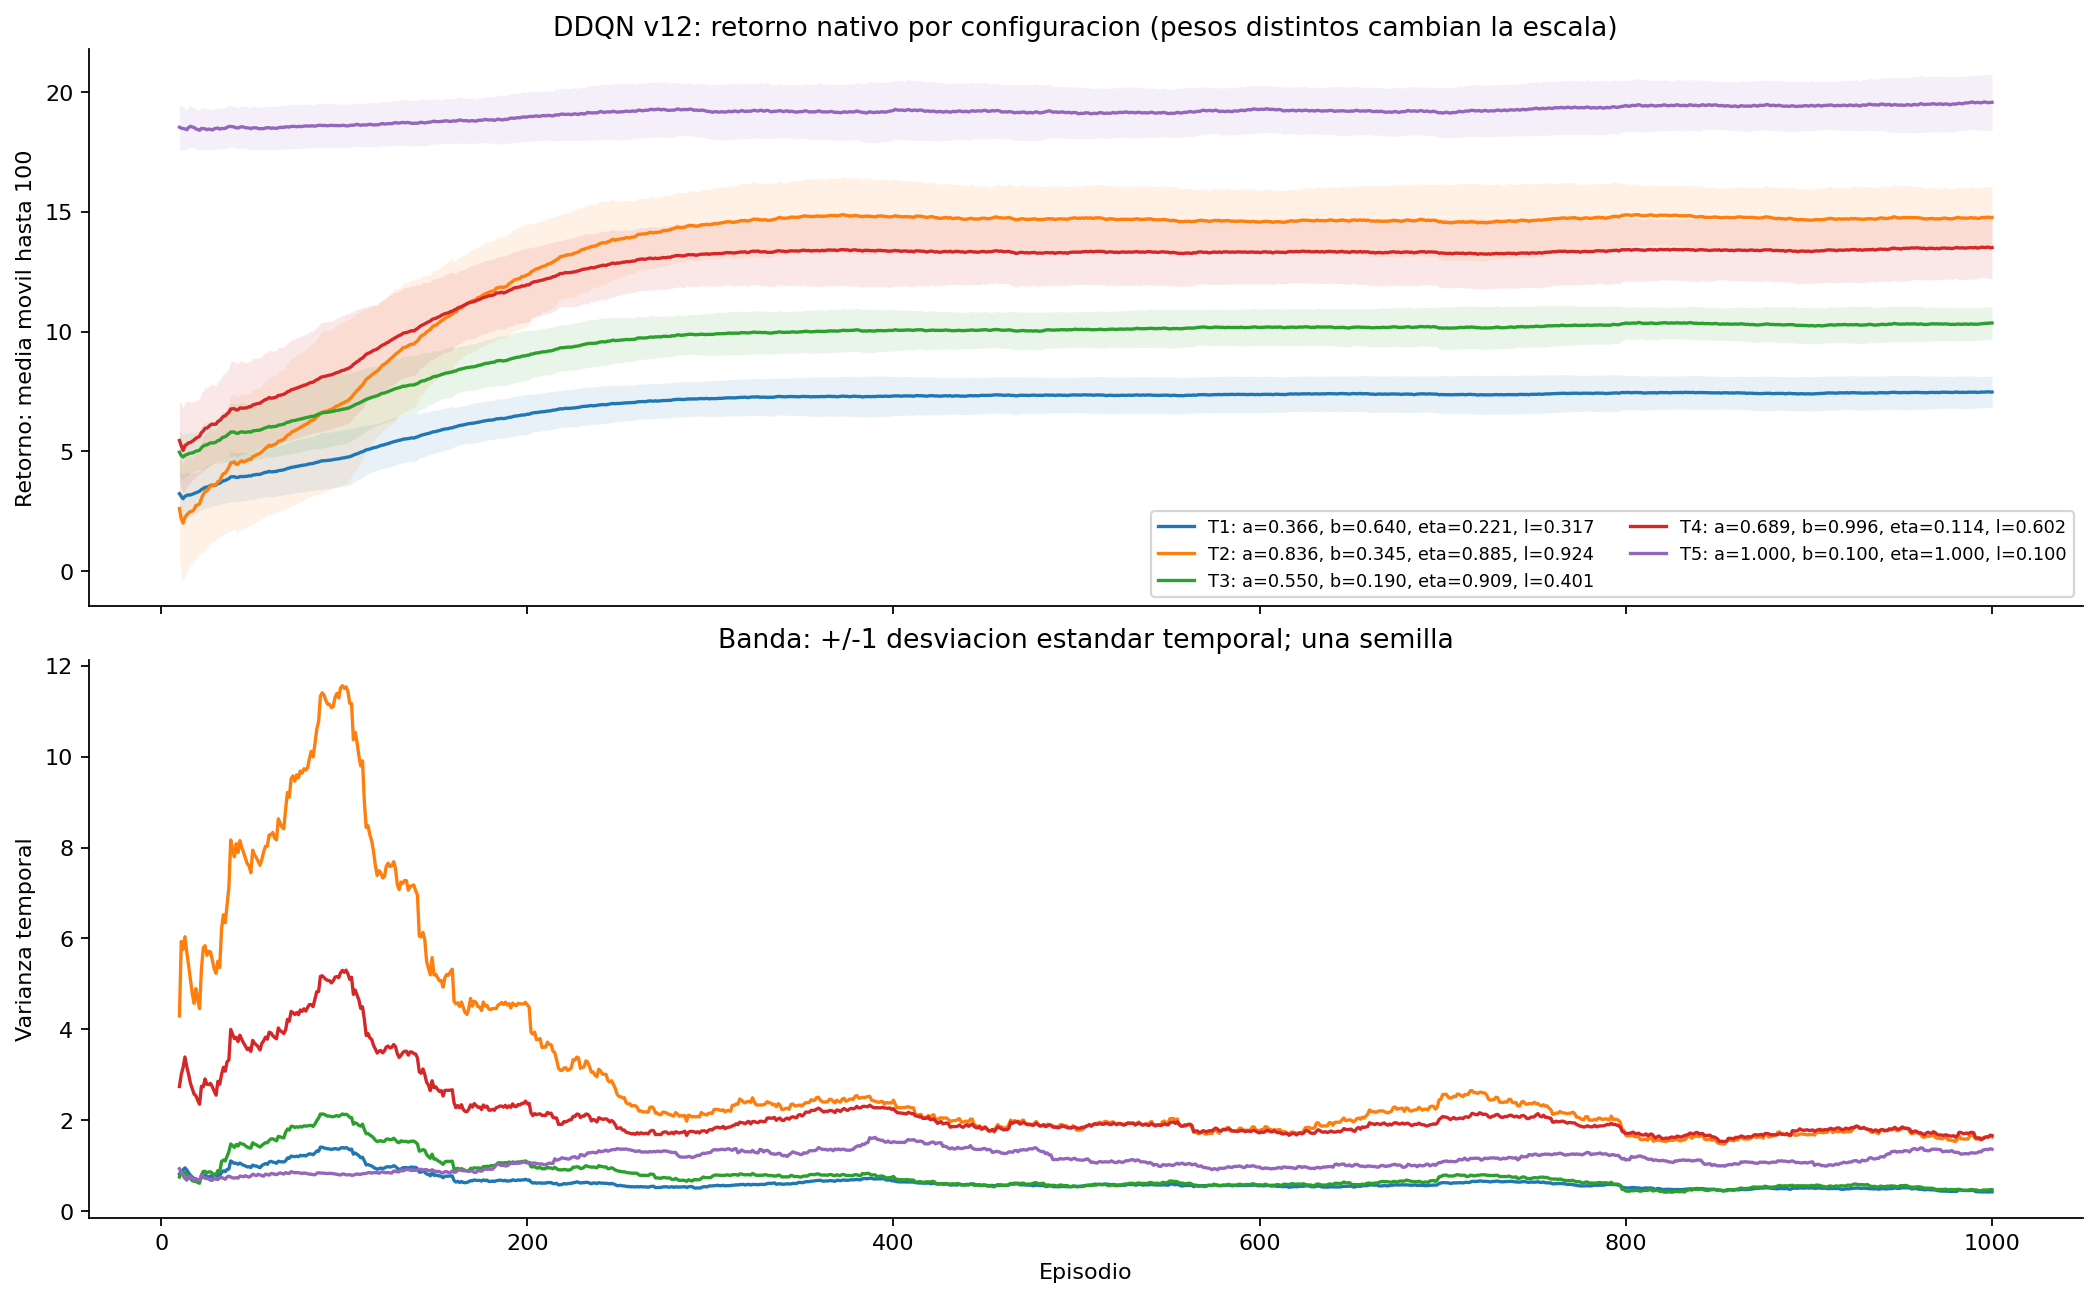 DDQN v12: retorno nativo por configuracion (pesos distintos cambian la escala)
Retorno: media movil hasta 100
20
15
10
5
0
T1: a=0.366, b=0.640, eta=0.221, l=0.317
T2: a=0.836, b=0.345, eta=0.885, l=0.924
T3: a=0.550, b=0.190, eta=0.909, l=0.401
T4: a=0.689, b=0.996, eta=0.114, l=0.602
T5: a=1.000, b=0.100, eta=1.000, l=0.100
Banda: +/-1 desviacion estandar temporal; una semilla
Varianza temporal
12
10
8
6
4
2
0
0 200 400 600 800 1000
Episodio